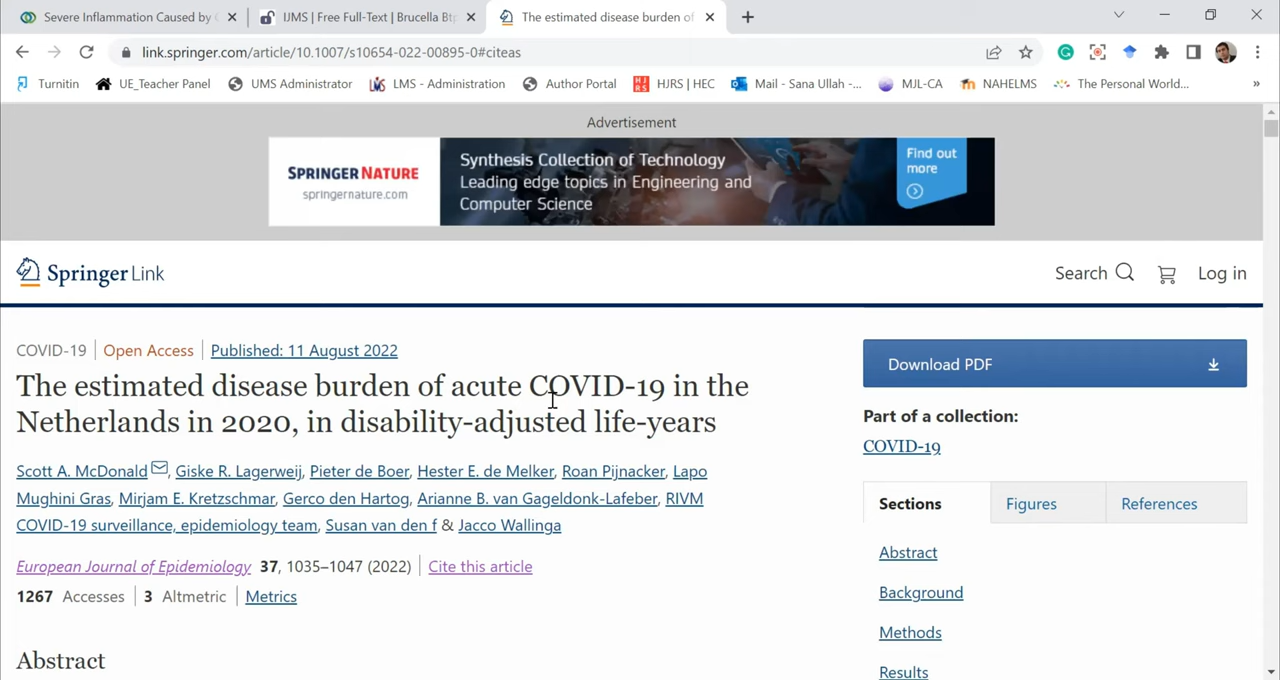 Severe Inflammation Caused by
IJMS | Free Full-Text | Brucella Btp
The estimated disease burden of
link.springer.com/article/10.1007/s10654-022-00895-0#citeas
Turnitin
UE_Teacher Panel
UMS Administrator
LMS - Administration
Author Portal
HJRS | HEC
Mail - Sana Ullah -...
MJL-CA
NAHELMS
The Personal World...
»
Advertisement
SPRINGER NATURE
springernature.com
Synthesis Collection of Technology
Leading edge topics in Engineering and
Computer Science
Find out
more
Springer Link
Search
Log in
COVID-19 | Open Access | Published: 11 August 2022
The estimated disease burden of acute COVID-19 in the
Netherlands in 2020, in disability-adjusted life-years
Scott A. McDonald, Giske R. Lagerweij, Pieter de Boer, Hester E. de Melker, Roan Pijnacker, Lapo
Mughini Gras, Mirjam E. Kretzschmar, Gerco den Hartog, Arianne B. van Gageldonk-Lafeber, RIVM
COVID-19 surveillance, epidemiology team, Susan van den f & Jacco Wallinga
European Journal of Epidemiology 37, 1035–1047 (2022) | Cite this article
1267 Accesses | 3 Altmetric | Metrics
Abstract
Download PDF
Part of a collection:
COVID-19
Sections
Figures
References
Abstract
Background
Methods
Results